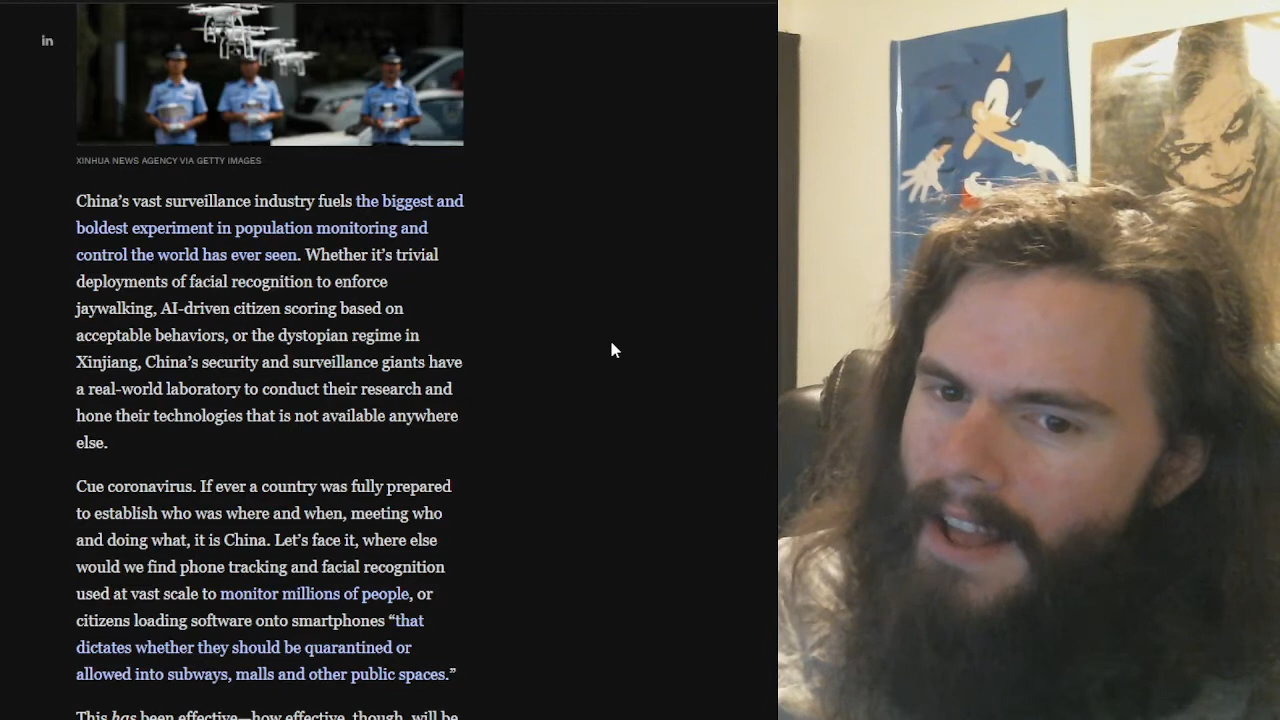 in
XINHUA NEWS AGENCY VIA GETTY IMAGES
China’s vast surveillance industry fuels the biggest and
boldest experiment in population monitoring and
control the world has ever seen. Whether it’s trivial
deployments of facial recognition to enforce
jaywalking, AI-driven citizen scoring based on
acceptable behaviors, or the dystopian regime in
Xinjiang, China’s security and surveillance giants have
a real-world laboratory to conduct their research and
hone their technologies that is not available anywhere
else.
Cue coronavirus. If ever a country was fully prepared
to establish who was where and when, meeting who
and doing what, it is China. Let’s face it, where else
would we find phone tracking and facial recognition
used at vast scale to monitor millions of people, or
citizens loading software onto smartphones “that
dictates whether they should be quarantined or
allowed into subways, malls and other public spaces.”
This has been effective—how effective, though, will be